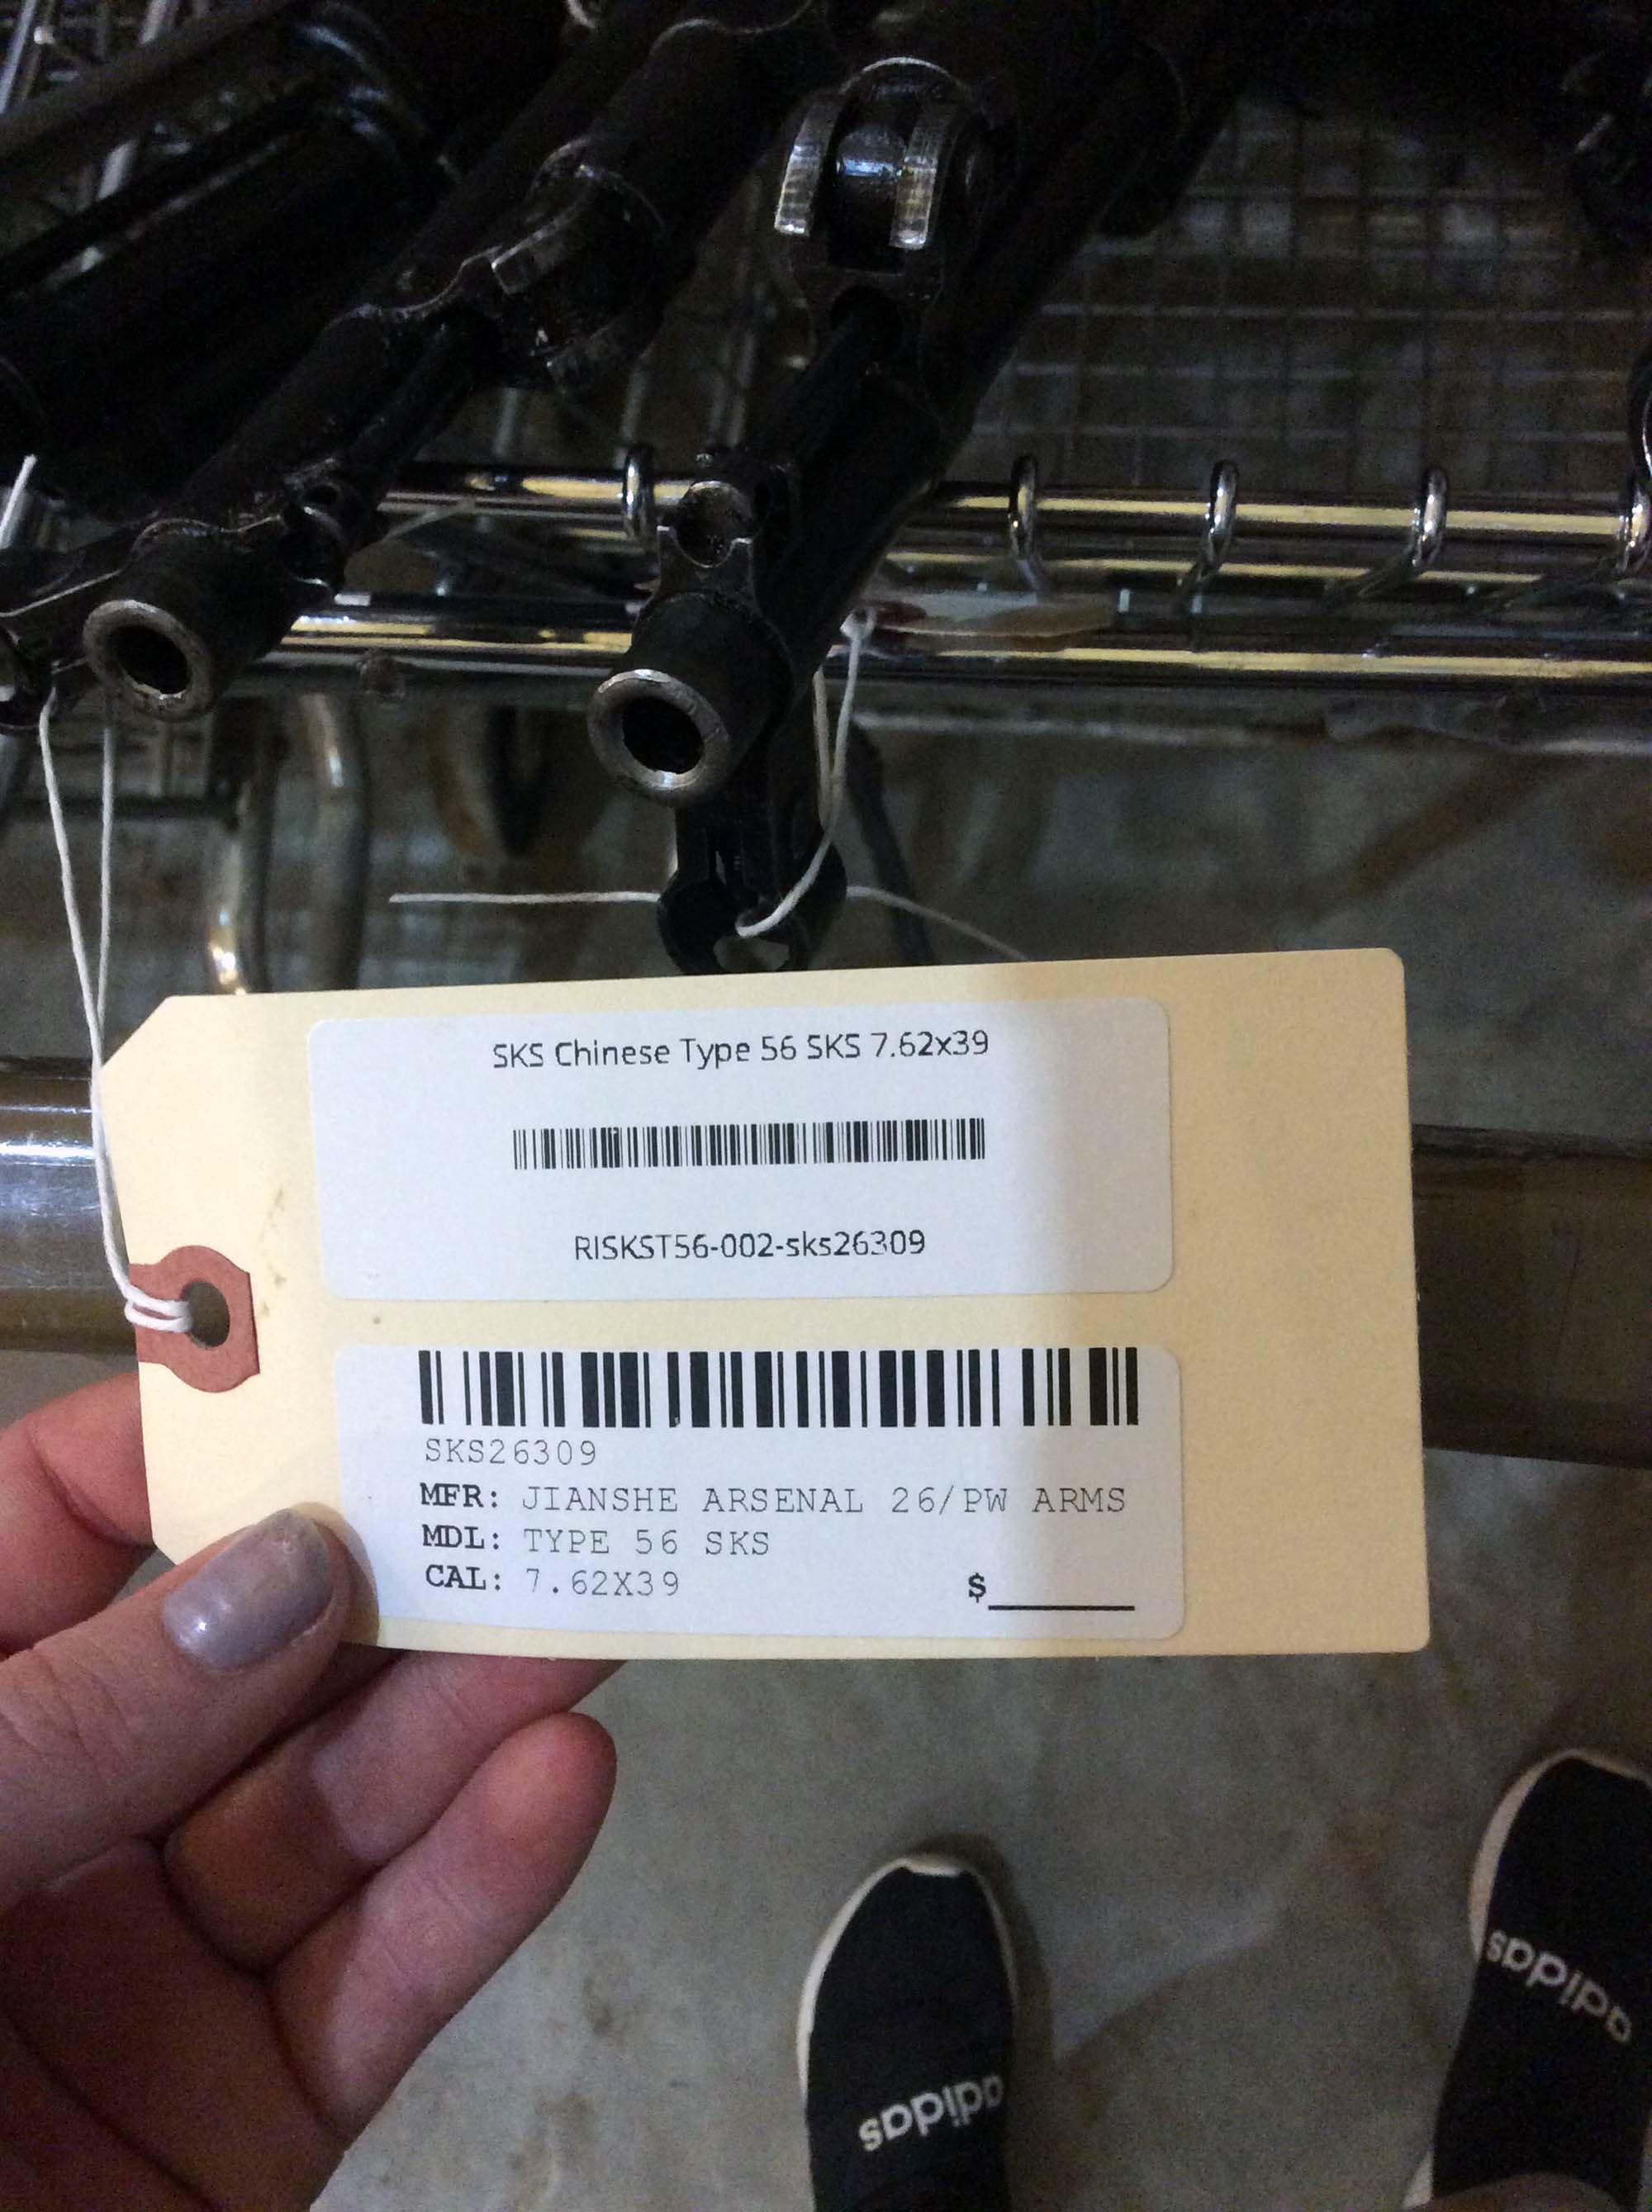 SKS Chinese Type 56 SKS 7.62x39
RISKST56-002-sks26309
SKS26309
MFR: JIANSHE ARSENAL 26/PW ARMS
MDL: TYPE 56 SKS
CAL: 7.62X39
$
adidas
adidas